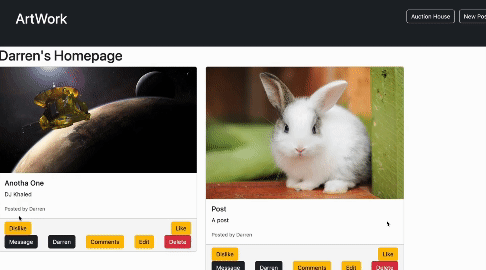 ArtWork
Auction House
New Pos
Darren's Homepage
Anotha One
DJ Khaled
Posted by Darren
Dislike
Like
Message
Darren
Comments
Edit
Delete
Post
A post
Posted by Darren
Dislike
Like
Message
Darren
Comments
Edit
Delete